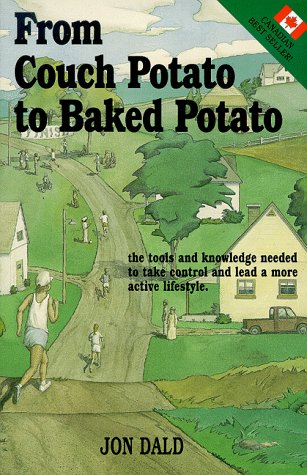 From
Couch Potato
to Baked Potato
CANADIAN
BEST SELLER!
the tools and knowledge needed
to take control and lead a more
active lifestyle.
JON DALD